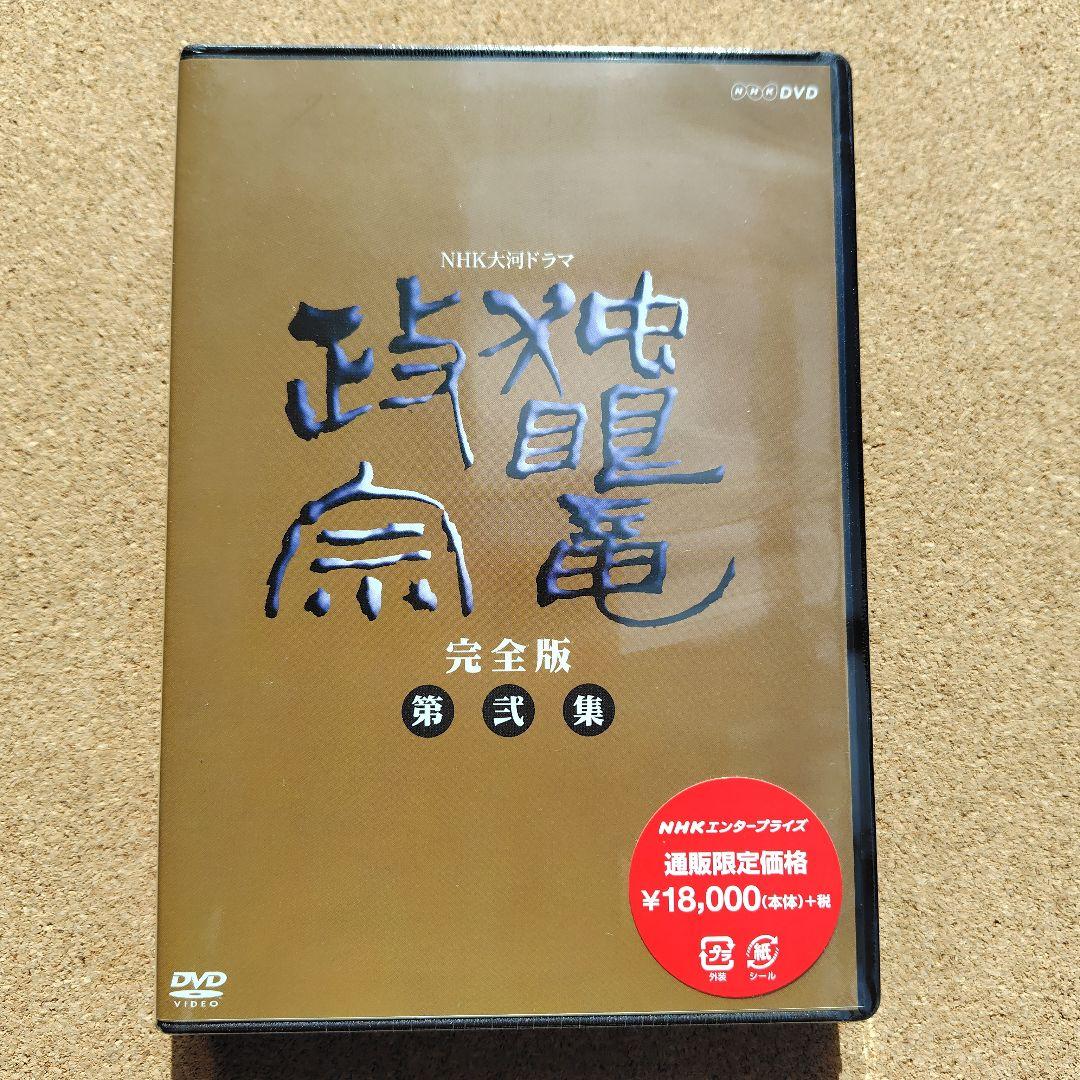 NHK DVD
NHK大河ドラマ
独眼竜
政宗
完全版
第弐集
NHKエンタープライズ
通販限定価格
¥18,000(本体)+税
プラ 紙
外装 シール
DVD
VIDEO